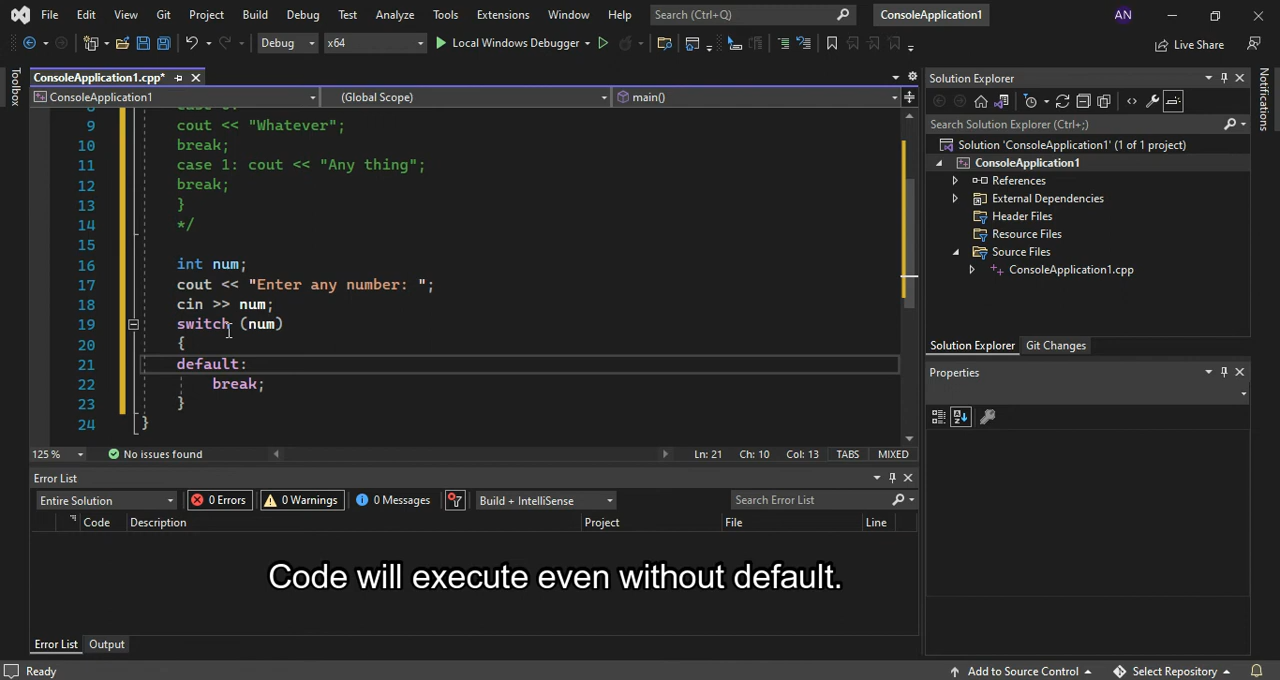 File Edit View Git Project Build Debug Test Analyze Tools Extensions Window Help Search (Ctrl+Q) ConsoleApplication1 AN
Debug x64 Local Windows Debugger Live Share
Toolbox
ConsoleApplication1.cpp*
ConsoleApplication1 (Global Scope) main()
9 cout << "Whatever";
10 break;
11 case 1: cout << "Any thing";
12 break;
13 }
14 */
15
16 int num;
17 cout << "Enter any number: ";
18 cin >> num;
19 switch (num)
20 {
21 default:
22 break;
23 }
24 }
125 % No issues found Ln: 21 Ch: 10 Col: 13 TABS MIXED
Error List
Entire Solution 0 Errors 0 Warnings 0 Messages Build + IntelliSense Search Error List
Code Description Project File Line
Code will execute even without default.
Error List Output
Solution Explorer
Search Solution Explorer (Ctrl+;)
Solution 'ConsoleApplication1' (1 of 1 project)
ConsoleApplication1
References
External Dependencies
Header Files
Resource Files
Source Files
ConsoleApplication1.cpp
Solution Explorer Git Changes
Properties
Notifications
Ready Add to Source Control Select Repository